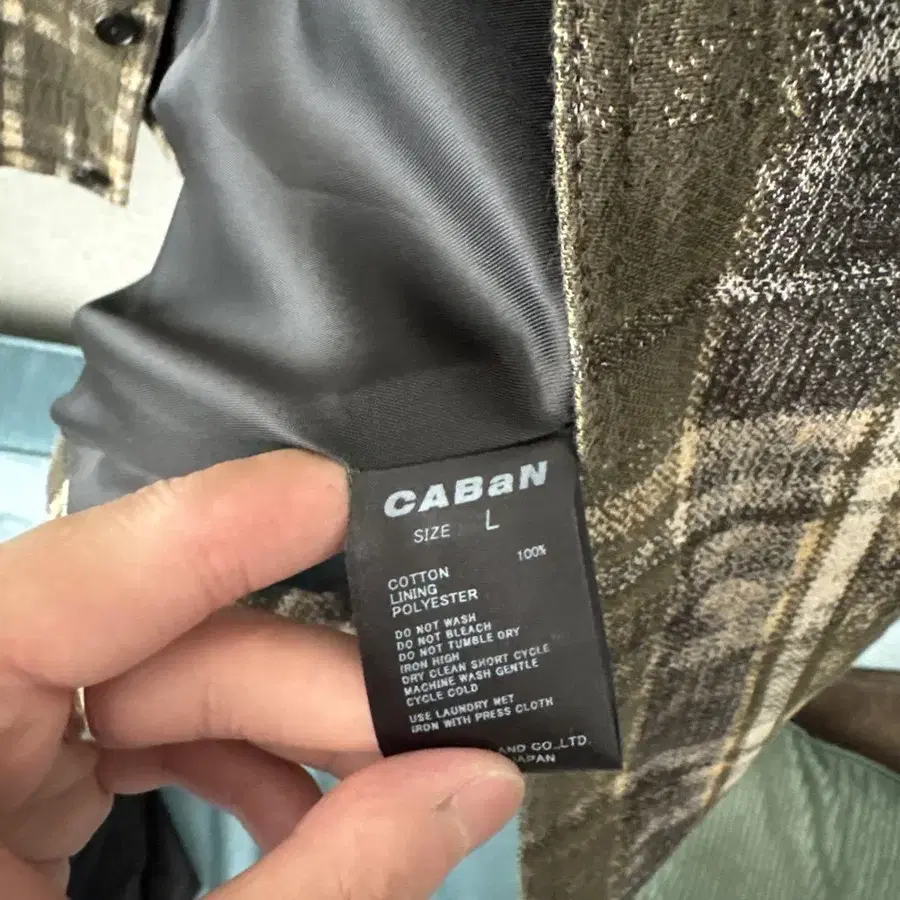 CABaN
SIZE L
100%
COTTON
LINING
POLYESTER
DO NOT WASH
DO NOT BLEACH
DO NOT TUMBLE DRY
IRON HIGH
DRY CLEAN SHORT CYCLE
MACHINE WASH GENTLE
CYCLE COLD
USE LAUNDRY NET
IRON WITH PRESS CLOTH
AND CO.,LTD.
JAPAN